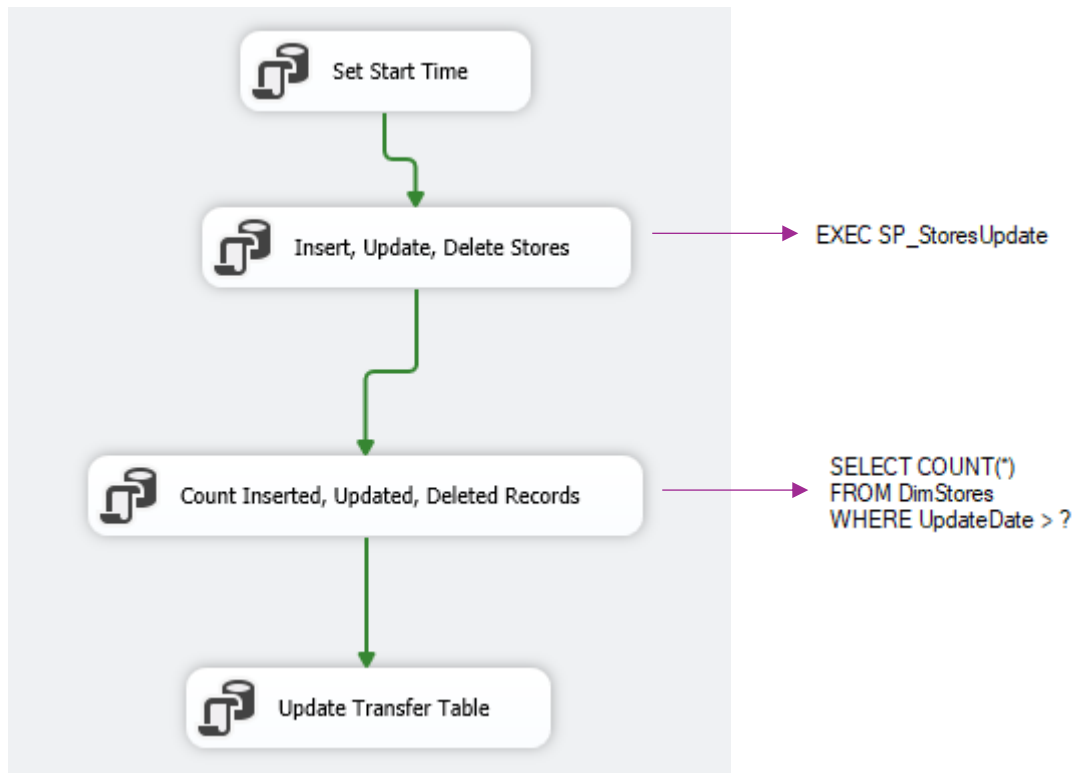 Set Start Time
Insert, Update, Delete Stores
EXEC SP_StoresUpdate
Count Inserted, Updated, Deleted Records
SELECT COUNT(*)
FROM DimStores
WHERE UpdateDate > ?
Update Transfer Table